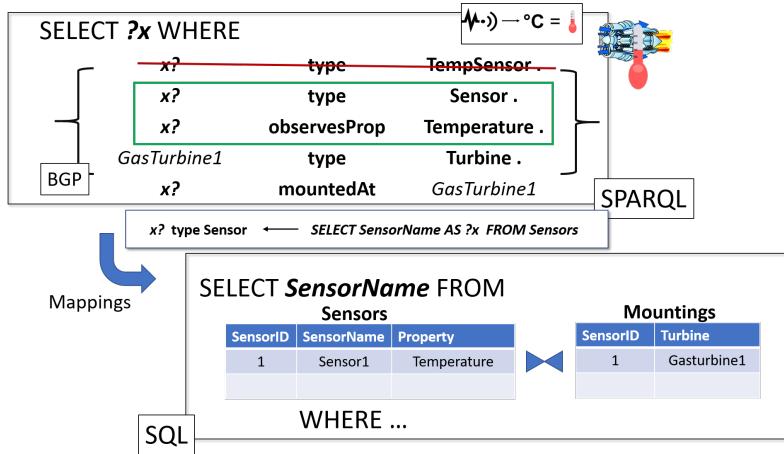 SELECT ?x WHERE
°C =
x? type TempSensor .
x? type Sensor .
x? observesProp Temperature .
GasTurbine1 type Turbine .
BGP
x? mountedAt GasTurbine1
SPARQL
x? type Sensor SELECT SensorName AS ?x FROM Sensors
Mappings
SELECT SensorName FROM
Sensors Mountings
SensorID SensorName Property SensorID Turbine
1 Sensor1 Temperature 1 Gasturbine1
WHERE ...
SQL